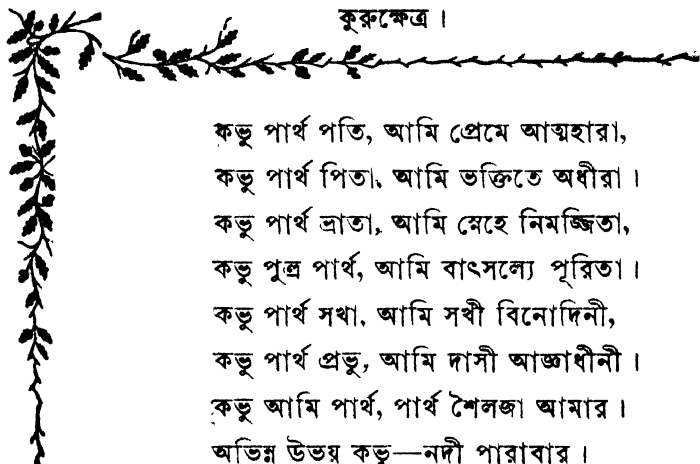 কুরুক্ষেত্র ।
কভু পার্থ পতি, আমি প্রেমে আত্মহারা,
কভু পার্থ পিতা, আমি ভক্তিতে অধীরা ।
কভু পার্থ ভ্রাতা, আমি স্নেহে নিমজ্জিতা,
কভু পুত্র পার্থ, আমি বাৎসল্যে পূরিতা ।
কভু পার্থ সখা, আমি সখী বিনোদিনী,
কভু পার্থ প্রভু, আমি দাসী আজ্ঞাধীনী ।
কভু আমি পার্থ, পার্থ শৈলজা আমার ।
অভিন্ন উভয় কভু—নদী পারাবার ।